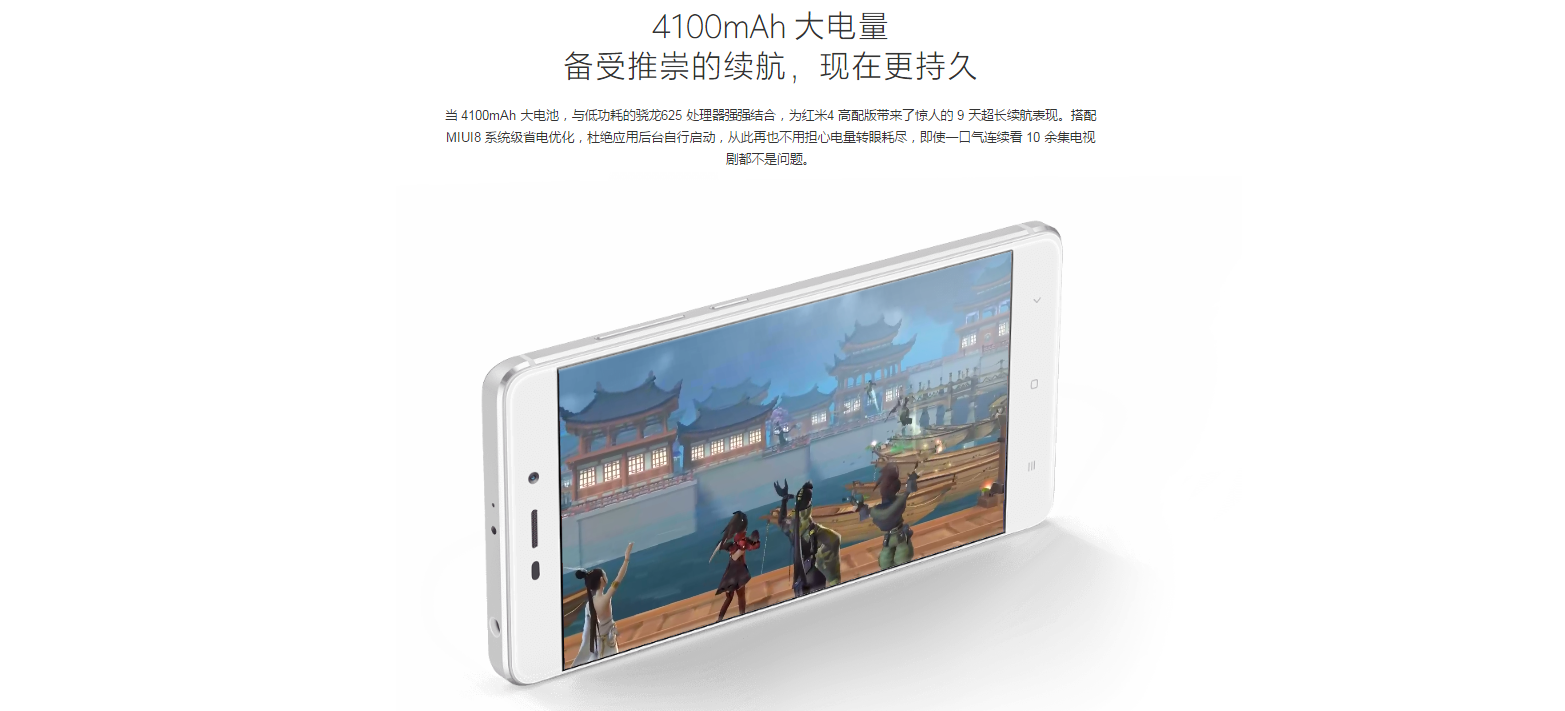 4100mAh 大电量
备受推崇的续航，现在更持久
当 4100mAh 大电池，与低功耗的骁龙625 处理器强强结合，为红米4 高配版带来了惊人的 9 天超长续航表现。搭配
MIUI8 系统级省电优化，杜绝应用后台自行启动，从此再也不用担心电量转眼耗尽，即使一口气连续看 10 余集电视
剧都不是问题。